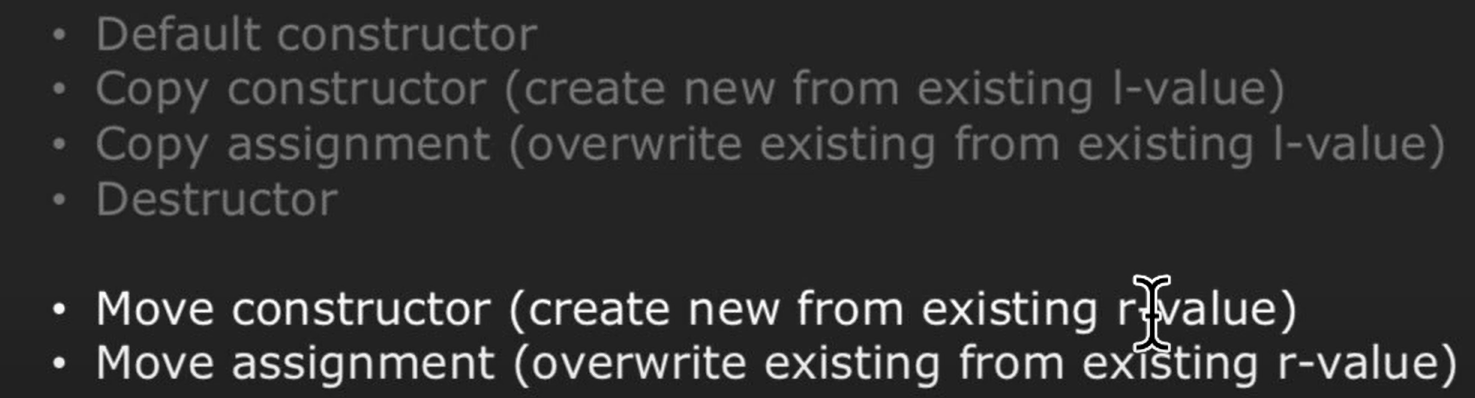 • Default constructor
• Copy constructor (create new from existing l-value)
• Copy assignment (overwrite existing from existing l-value)
• Destructor
• Move constructor (create new from existing r-value)
• Move assignment (overwrite existing from existing r-value)